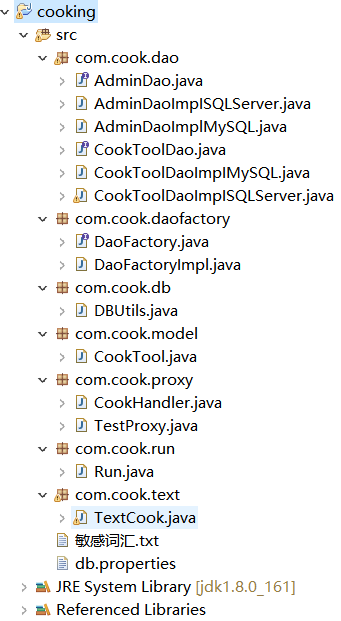 cooking
src
com.cook.dao
AdminDao.java
AdminDaoImplSQLServer.java
AdminDaoImplMySQL.java
CookToolDao.java
CookToolDaoImplMySQL.java
CookToolDaoImplSQLServer.java
com.cook.daofactory
DaoFactory.java
DaoFactoryImpl.java
com.cook.db
DBUtils.java
com.cook.model
CookTool.java
com.cook.proxy
CookHandler.java
TestProxy.java
com.cook.run
Run.java
com.cook.text
TextCook.java
敏感词汇.txt
db.properties
JRE System Library [jdk1.8.0_161]
Referenced Libraries